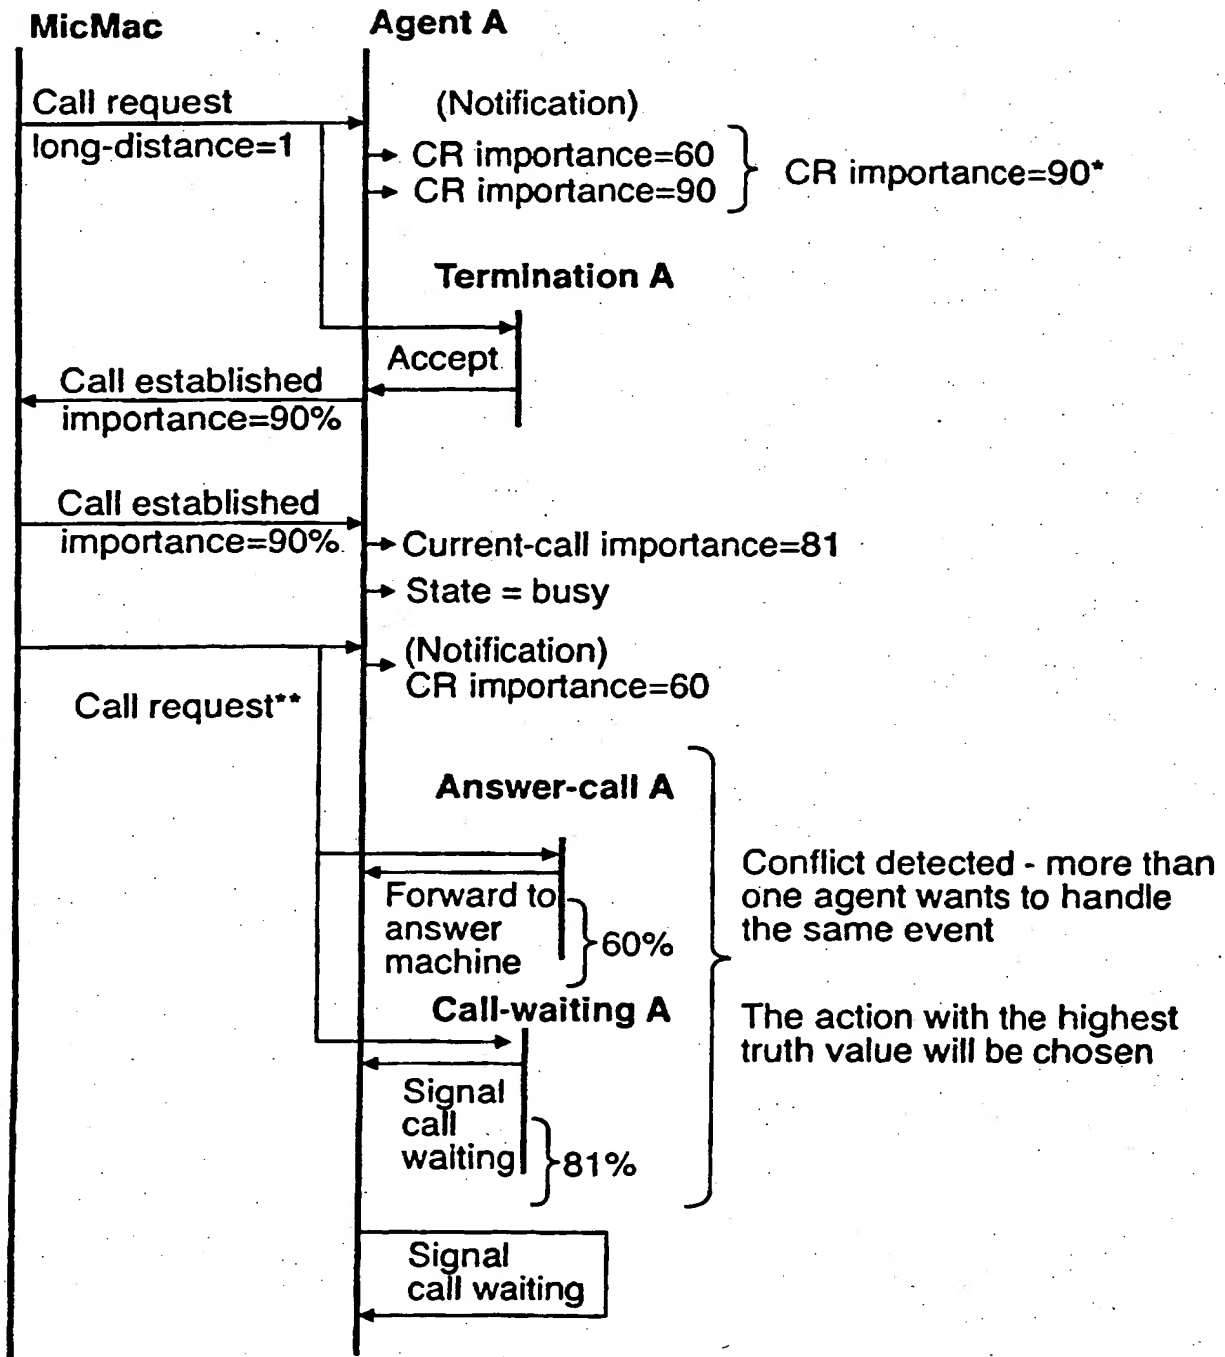 MicMac
Agent A
Call request
long-distance=1
(Notification)
CR importance=60
CR importance=90
CR importance=90*
Termination A
Accept
Call established
importance=90%
Call established
importance=90%
Current-call importance=81
State = busy
(Notification)
CR importance=60
Call request**
Answer-call A
Forward to
answer
machine
60%
Call-waiting A
Signal
call
waiting
81%
Conflict detected - more than
one agent wants to handle
the same event
The action with the highest
truth value will be chosen
Signal
call waiting